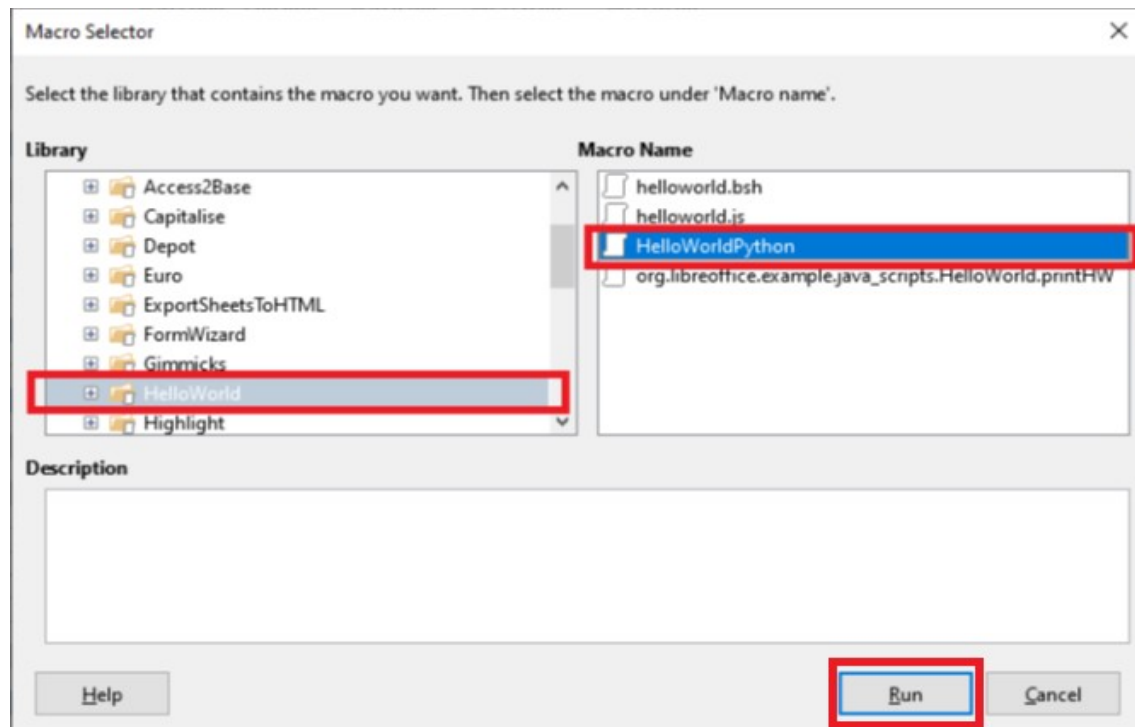 Macro Selector
Select the library that contains the macro you want. Then select the macro under 'Macro name'.
Library
Access2Base
Capitalise
Depot
Euro
ExportSheetsToHTML
FormWizard
Gimmicks
HelloWorld
Highlight
Macro Name
helloworld.bsh
helloworld.js
HelloWorldPython
org.libreoffice.example.java_scripts.HelloWorld.printHW
Description
Help
Run
Cancel